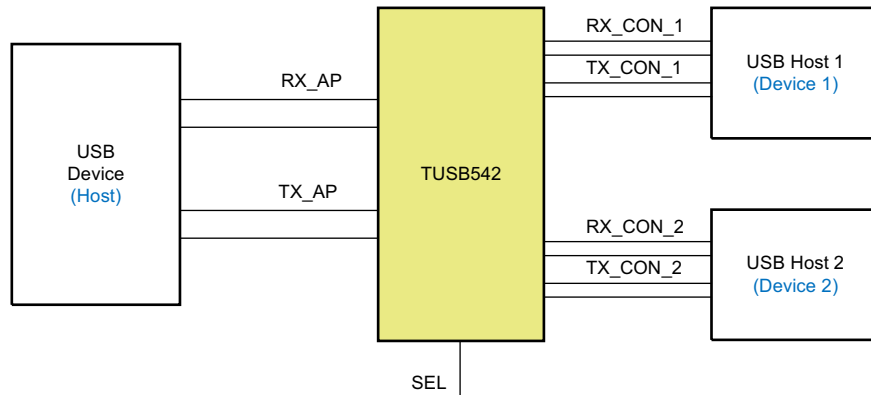 RX_CON_1
TX_CON_1
USB Host 1
(Device 1)
RX_AP
USB
Device
(Host)
TX_AP
TUSB542
RX_CON_2
TX_CON_2
USB Host 2
(Device 2)
SEL